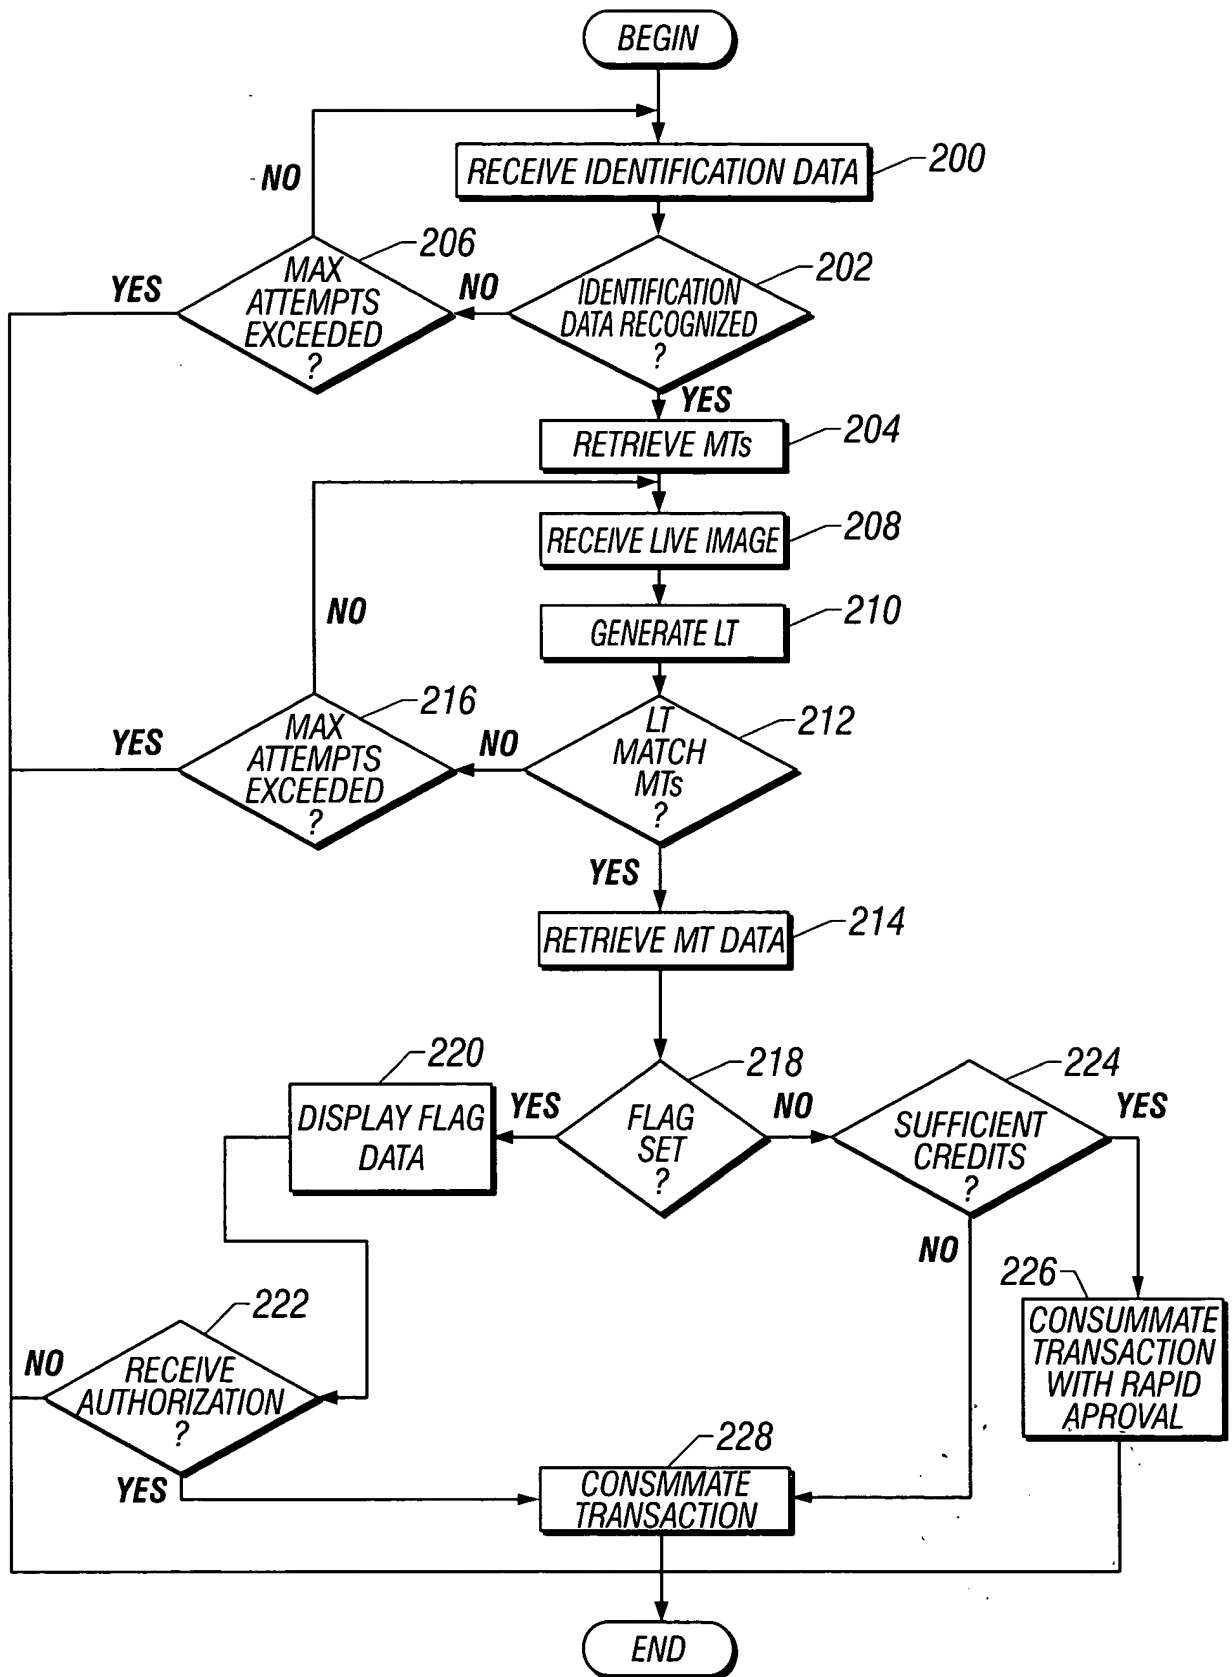 BEGIN
RECEIVE IDENTIFICATION DATA
200
NO
206
202
YES
MAX
ATTEMPTS
EXCEEDED
?
NO
IDENTIFICATION
DATA RECOGNIZED
?
YES
RETRIEVE MTs
204
RECEIVE LIVE IMAGE
208
NO
GENERATE LT
210
216
212
YES
MAX
ATTEMPTS
EXCEEDED
?
NO
LT
MATCH
MTs
?
YES
RETRIEVE MT DATA
214
220
218
224
DISPLAY FLAG
DATA
YES
FLAG
SET
?
NO
SUFFICIENT
CREDITS
?
YES
NO
226
CONSUMMATE
TRANSACTION
WITH RAPID
APROVAL
222
NO
RECEIVE
AUTHORIZATION
?
YES
228
CONSMMATE
TRANSACTION
END